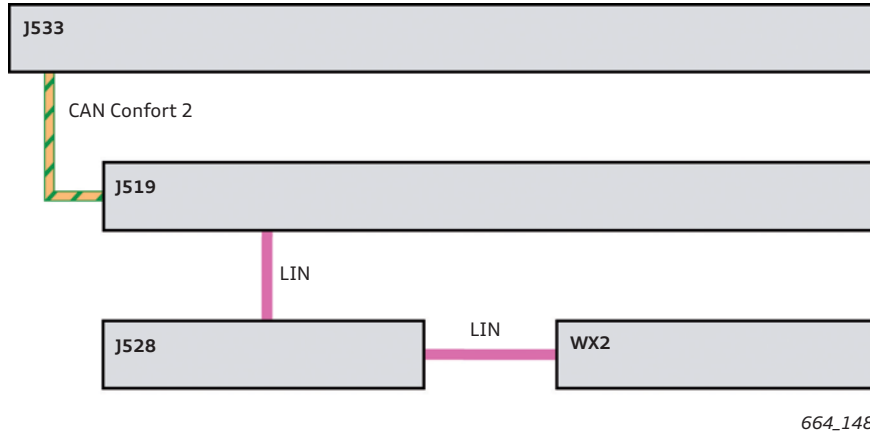 J533
CAN Confort 2
J519
LIN
J528
LIN
WX2
664_148